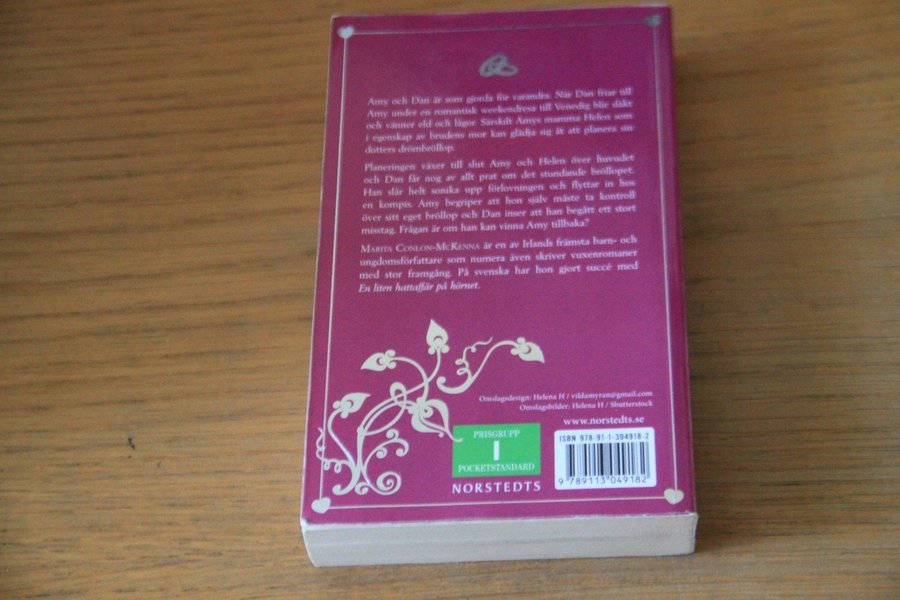 Amy och Dan är som gjorda för varandra. När Dan friar till
Amy under en romantisk weekendresa till Venedig blir släkt
och vänner eld och lågor. Särskilt Amys mamma Helen som
i egenskap av brudens mor kan glädja sig åt att planera sin
dotters drömbröllop.
Planeringen växer till slut Amy och Helen över huvudet
och Dan får nog av allt prat om det stundande bröllopet.
Han slår helt sonika upp förlovningen och flyttar in hos
en kompis. Amy begriper att hon själv måste ta kontroll
över sitt eget bröllop och Dan inser att han begått ett stort
misstag. Frågan är om han kan vinna Amy tillbaka?
MARITA CONLON-MCKENNA är en av Irlands främsta barn- och
ungdomsförfattare som numera även skriver vuxenromaner
med stor framgång. På svenska har hon gjort succé med
En liten hattaffär på hörnet.
Omslagsdesign: Helena H / vildamyran@gmail.com
Omslagsbilder: Helena H / Shutterstock
www.norstedts.se
PRISGRUPP
1
POCKETSTANDARD
NORSTEDTS
ISBN 978-91-1-304918-2
9 789113 049182